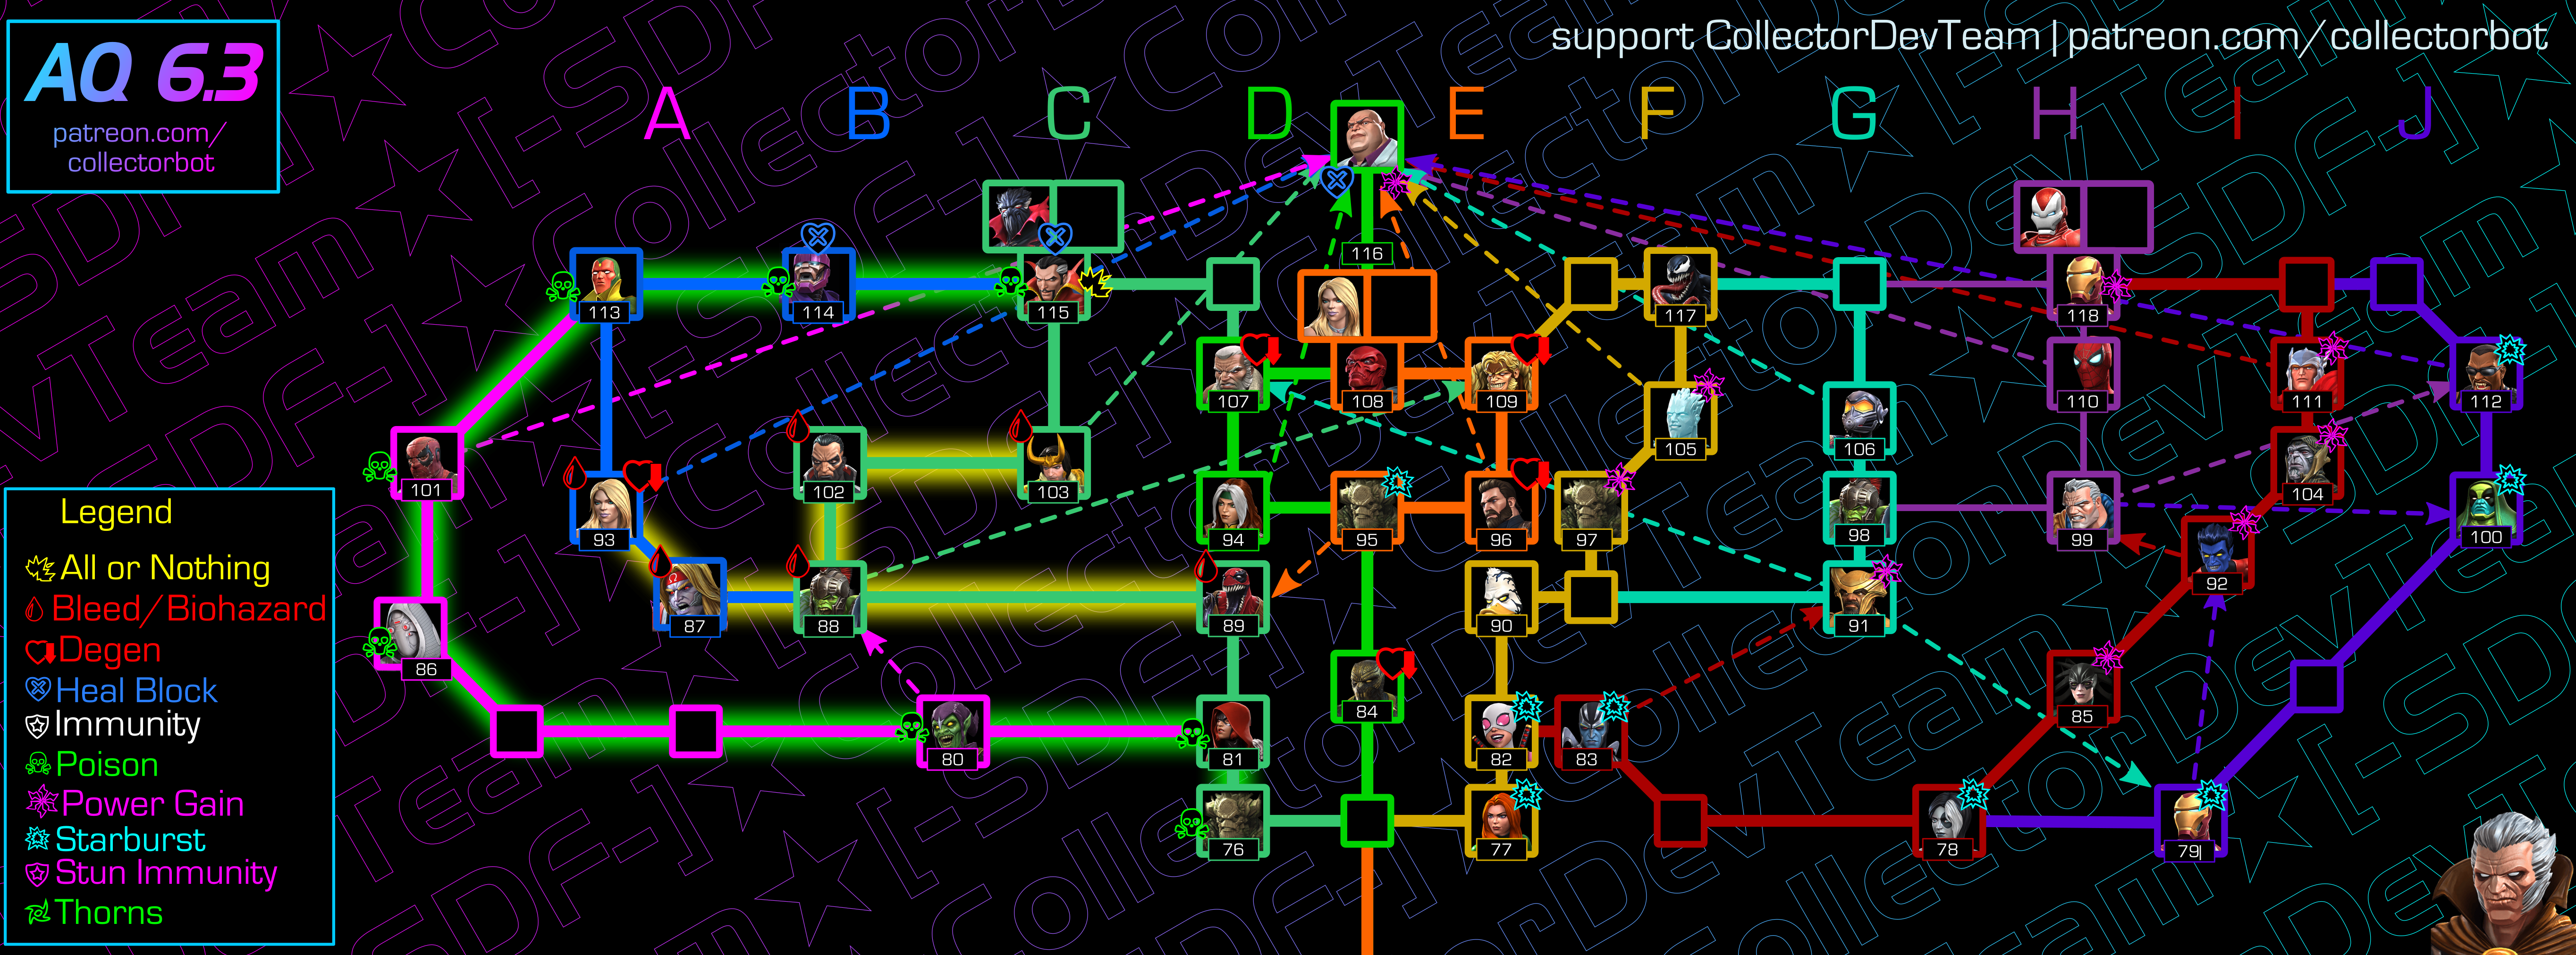 AQ 6.3
patreon.com/
collectorbot
support CollectorDevTeam|patreon.com/collectorbot
A B C D E F G H I J
116
113 114 115 117 118
107 108 109 110 111 112
101 102 103 105 106 104
93 94 95 96 97 98 99 100
87 88 89 90 91 92
86 84 85
80 81 82 83
76 77 78 79|
Legend
All or Nothing
Bleed/Biohazard
Degen
Heal Block
Immunity
Poison
Power Gain
Starburst
Stun Immunity
Thorns